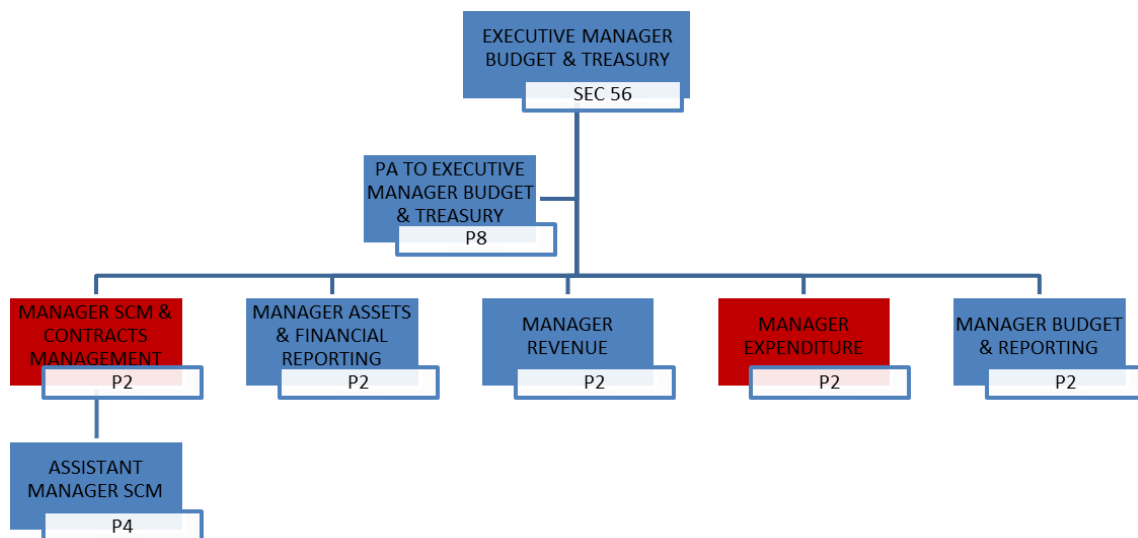 EXECUTIVE MANAGER
BUDGET & TREASURY
SEC 56
PA TO EXECUTIVE
MANAGER BUDGET
& TREASURY
P8
MANAGER SCM &
CONTRACTS
MANAGEMENT
P2
MANAGER ASSETS
& FINANCIAL
REPORTING
P2
MANAGER
REVENUE
P2
MANAGER
EXPENDITURE
P2
MANAGER BUDGET
& REPORTING
P2
ASSISTANT
MANAGER SCM
P4